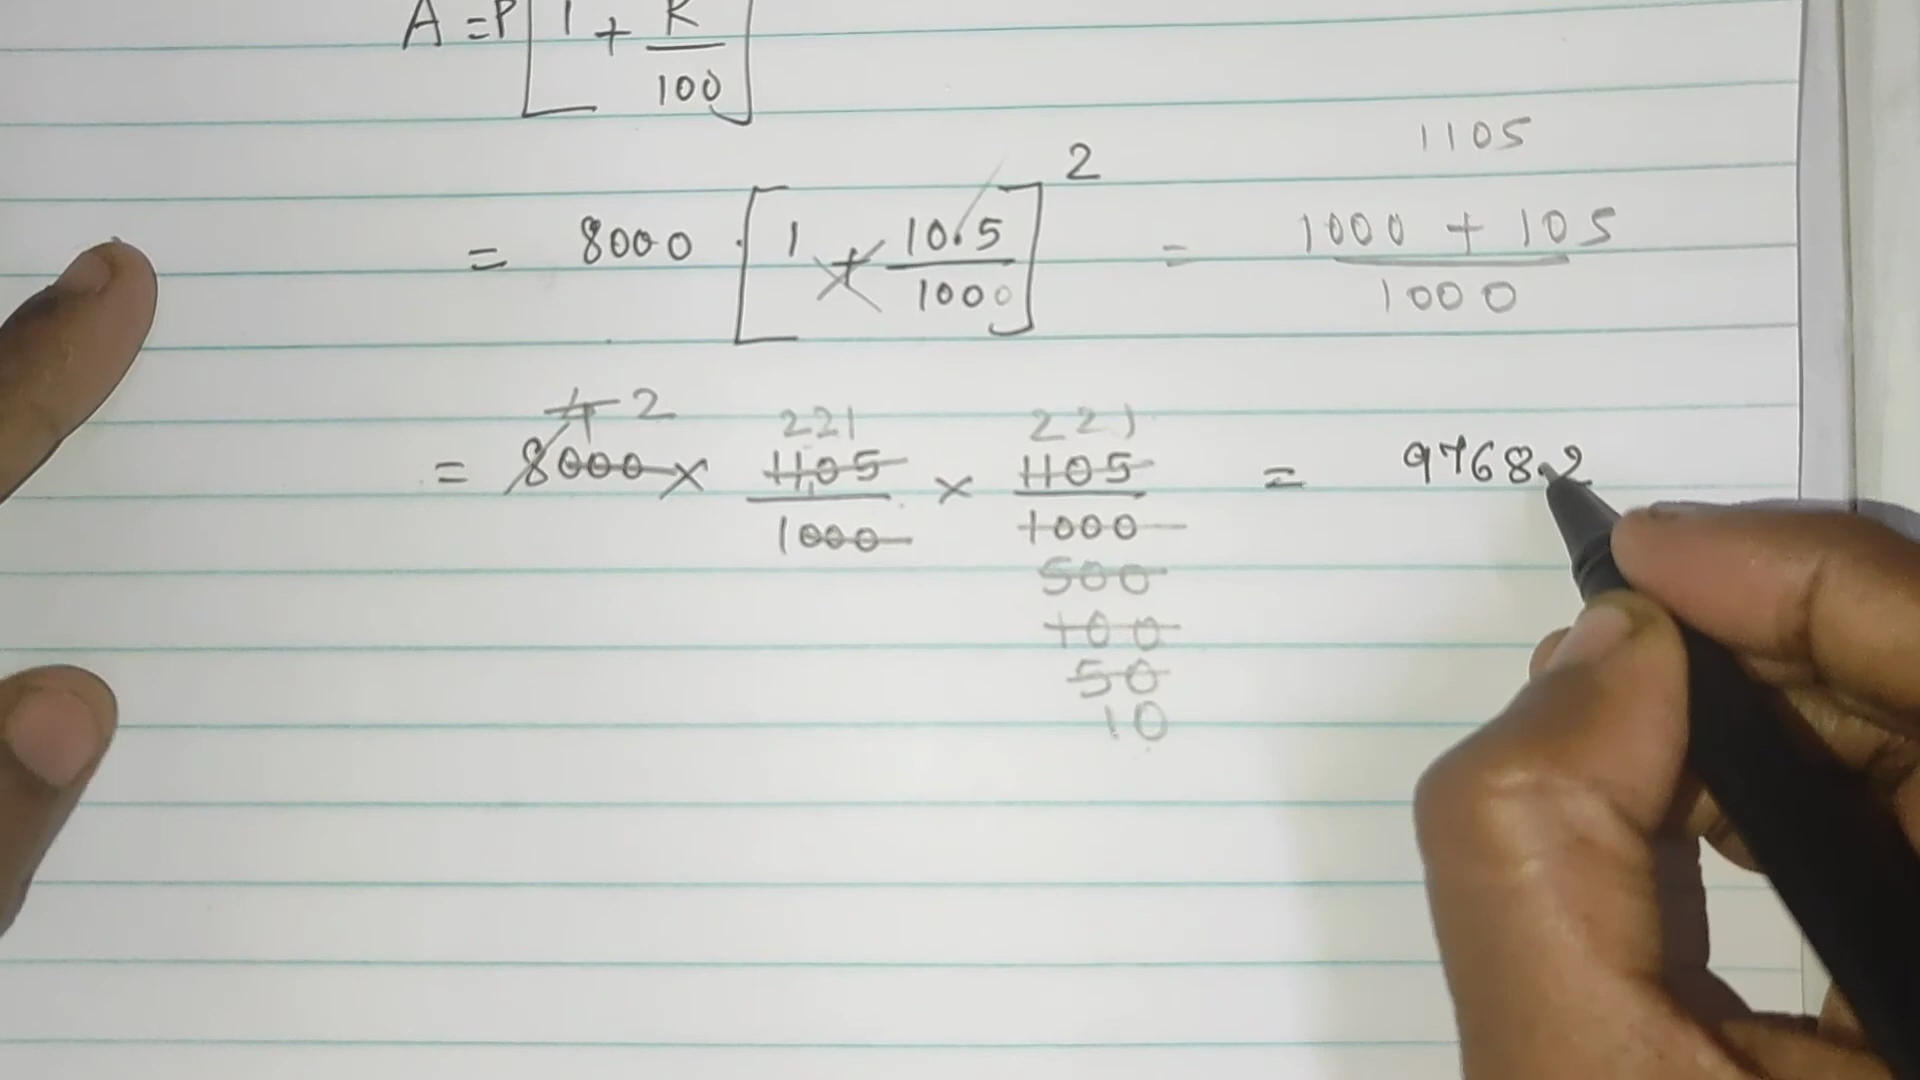 A = P [ 1 + R/100 ]
1105
= 8000 [ 1 + 10.5/1000 ]² = 1000 + 105 / 1000
4 2 221 221
= 8000 × 1105/1000 × 1105/1000 = 9768.2
500
100
50
10